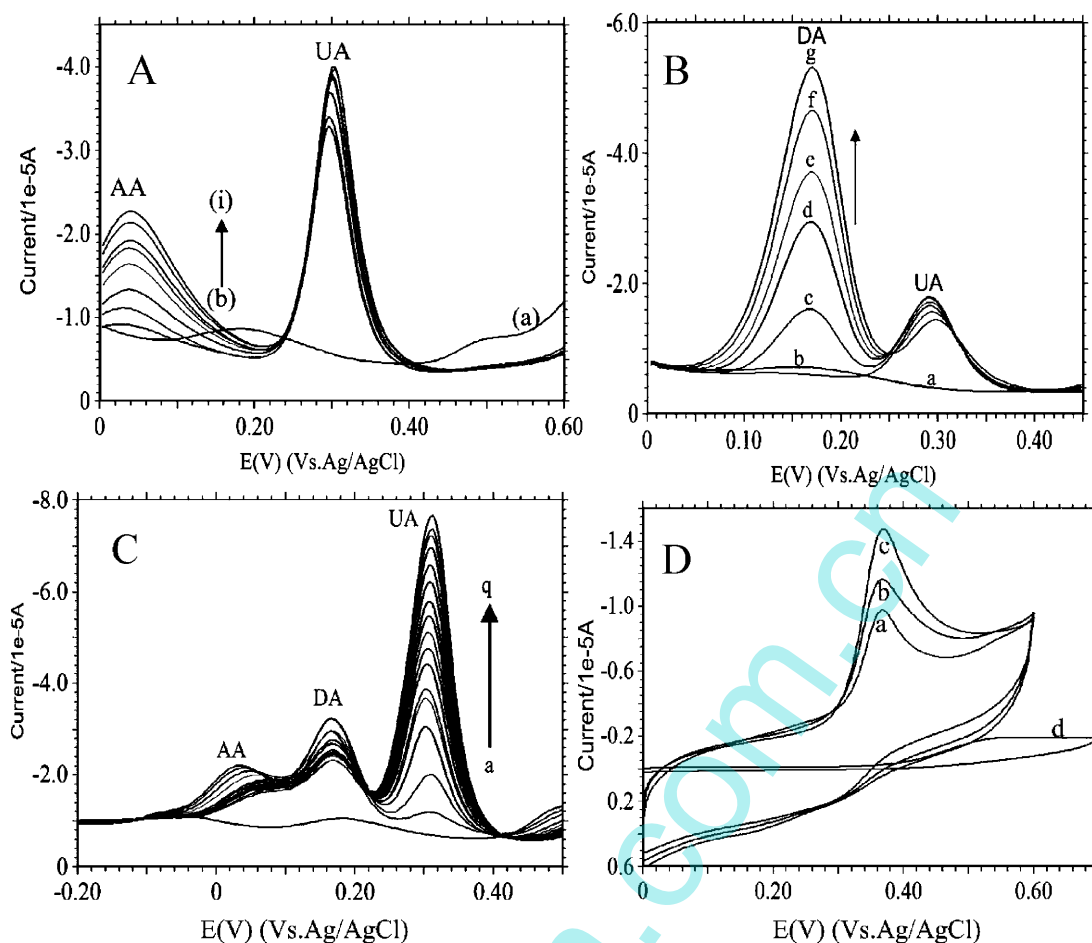 A
UA
AA
(i)
(b)
(a)
-4.0
-3.0
-2.0
-1.0
0
0
0.20
0.40
0.60
Current/1e-5A
E(V) (Vs.Ag/AgCl)
B
DA
g
f
e
d
c
b
a
UA
-6.0
-4.0
-2.0
0
0
0.10
0.20
0.30
0.40
Current/1e-5A
E(V) (Vs.Ag/AgCl)
C
UA
q
DA
AA
a
-8.0
-6.0
-4.0
-2.0
0
-0.20
0
0.20
0.40
Current/1e-5A
E(V) (Vs.Ag/AgCl)
D
c
b
a
d
-1.4
-1.0
-0.6
-0.2
0.2
0.6
0
0.20
0.40
0.60
Current/1e-5A
E(V) (Vs.Ag/AgCl)
m.com.cn